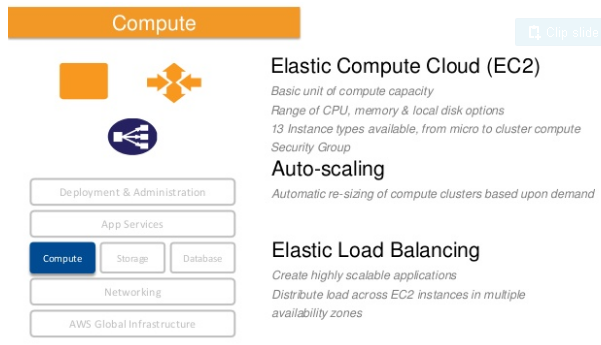 Compute
Clip slide
Elastic Compute Cloud (EC2)
Basic unit of compute capacity
Range of CPU, memory & local disk options
13 Instance types available, from micro to cluster compute
Security Group
Auto-scaling
Automatic re-sizing of compute clusters based upon demand
Elastic Load Balancing
Create highly scalable applications
Distribute load across EC2 instances in multiple
availability zones
Deployment & Administration
App Services
Compute
Storage
Database
Networking
AWS Global Infrastructure